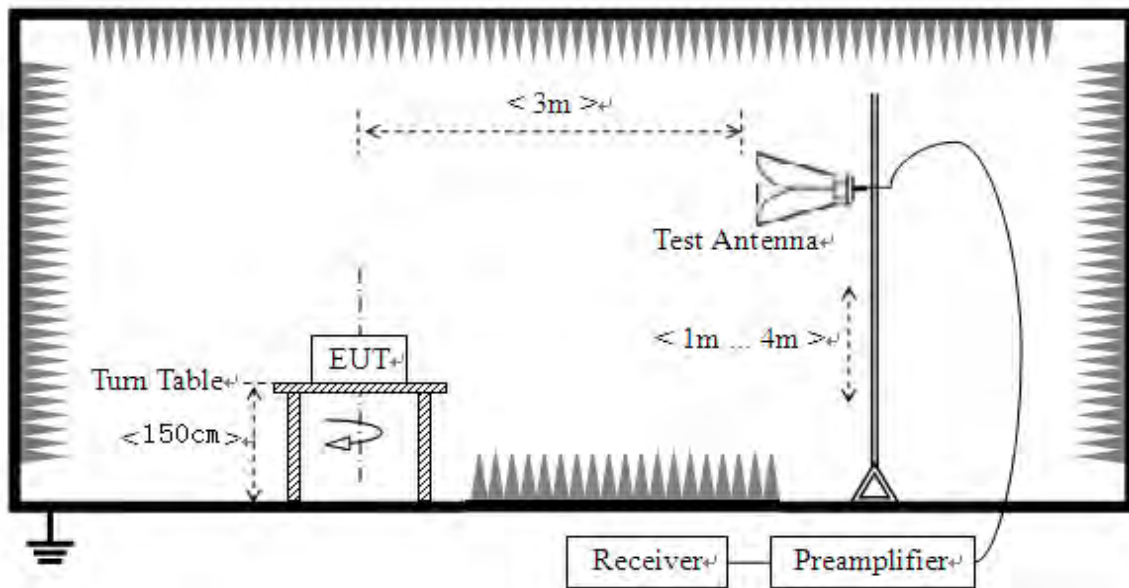 < 3m >↵
Test Antenna↵
< 1m ... 4m >↵
EUT↵
Turn Table↵
<150cm>↵
Receiver↵
Preamplifier↵